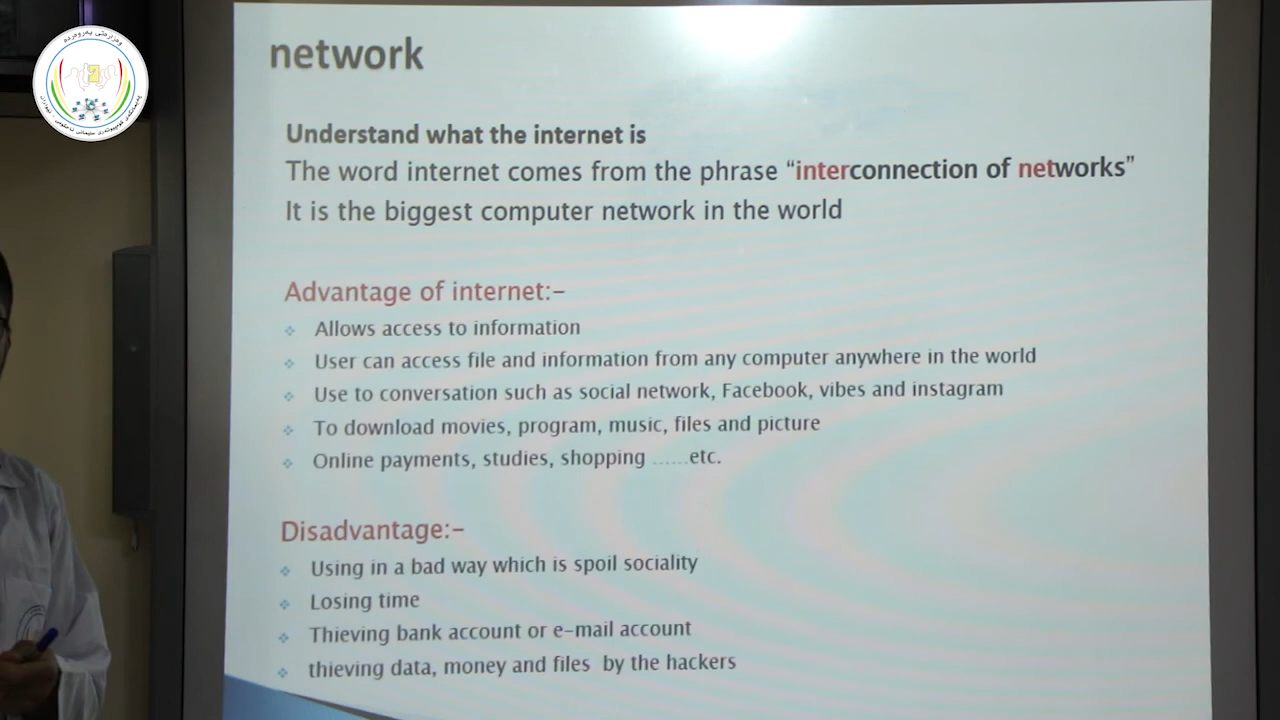 وەزارەتی پەروەردە
network
Understand what the internet is
The word internet comes from the phrase “interconnection of networks”
It is the biggest computer network in the world
Advantage of internet:-
Allows access to information
User can access file and information from any computer anywhere in the world
Use to conversation such as social network, Facebook, vibes and instagram
To download movies, program, music, files and picture
Online payments, studies, shopping ......etc.
Disadvantage:-
Using in a bad way which is spoil sociality
Losing time
Thieving bank account or e-mail account
thieving data, money and files by the hackers